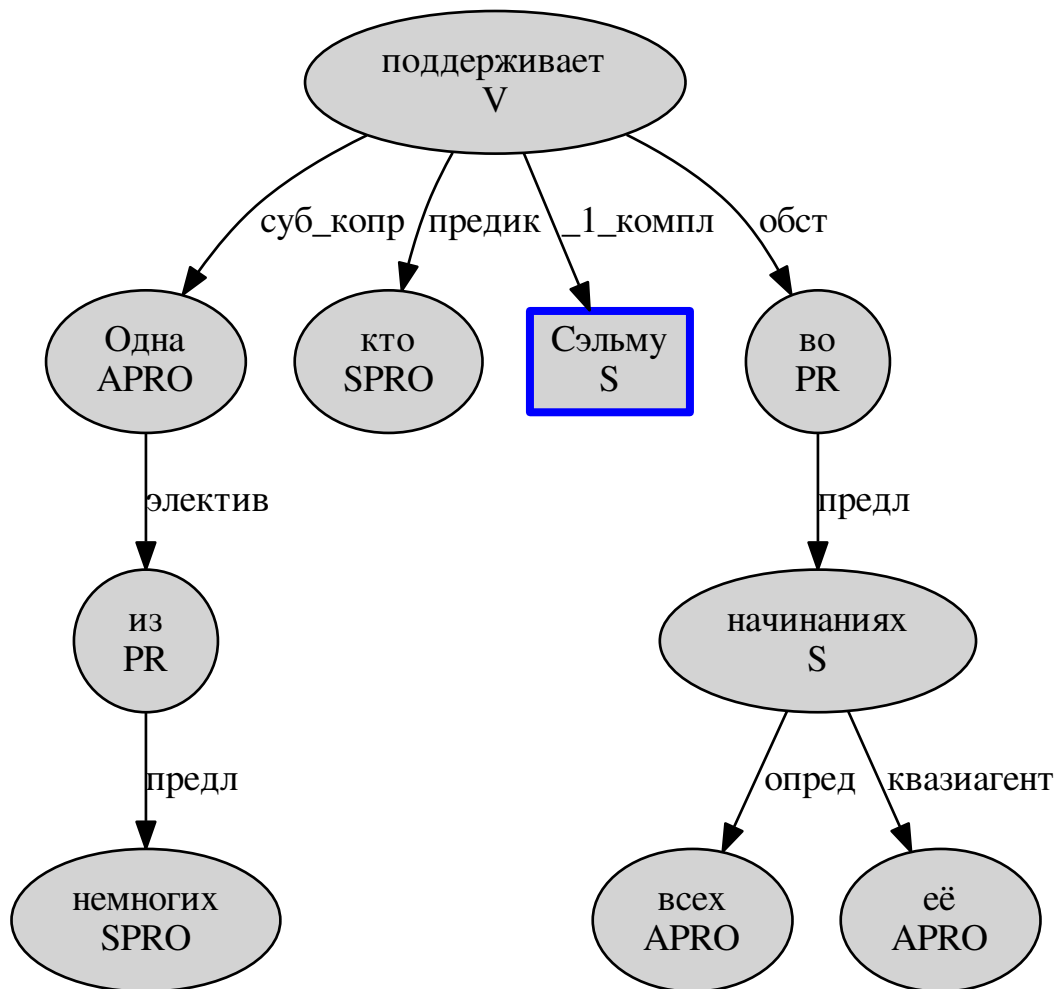 поддерживает
V
суб_копр
предик
_1_компл
обст
Одна
APRO
кто
SPRO
Сэльму
S
во
PR
электив
предл
из
PR
начинаниях
S
предл
опред
квазиагент
немногих
SPRO
всех
APRO
её
APRO